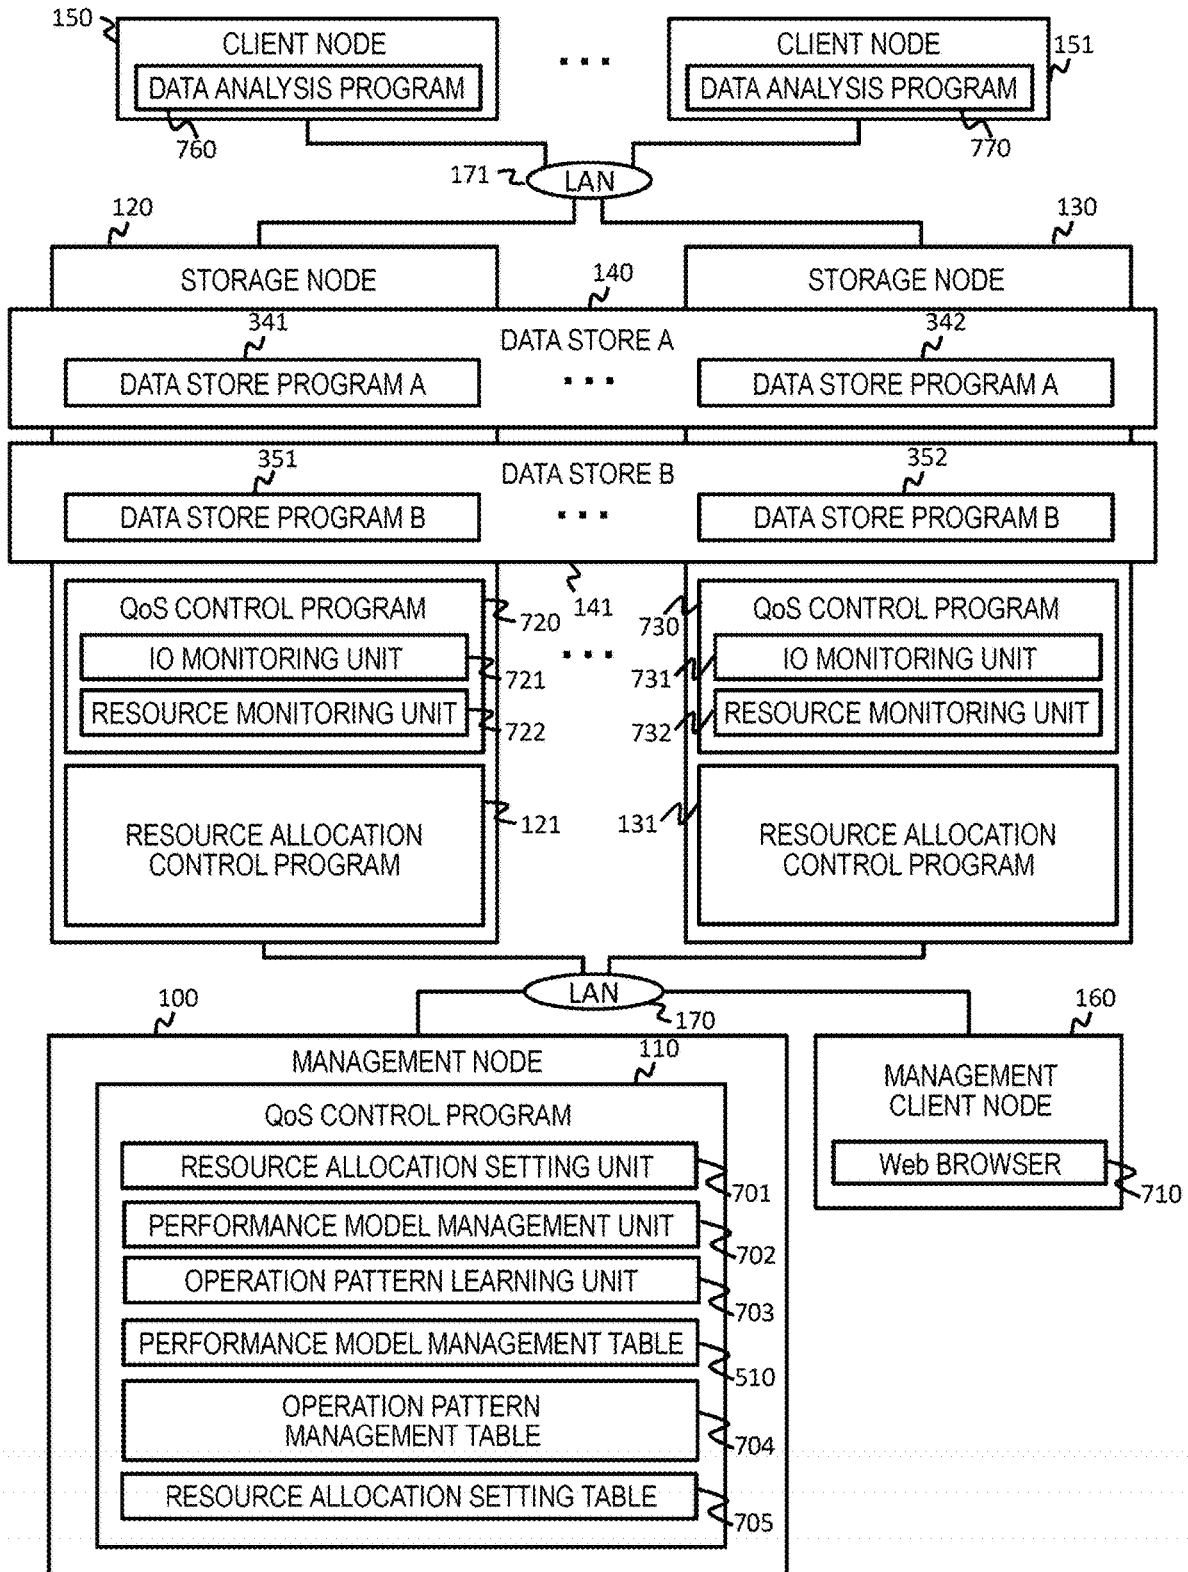 150
CLIENT NODE
DATA ANALYSIS PROGRAM
760
. . .
CLIENT NODE
151
DATA ANALYSIS PROGRAM
770
171
LAN
120
130
STORAGE NODE
STORAGE NODE
140
341
DATA STORE A
342
DATA STORE PROGRAM A
. . .
DATA STORE PROGRAM A
351
DATA STORE B
352
DATA STORE PROGRAM B
. . .
DATA STORE PROGRAM B
141
QoS CONTROL PROGRAM
720
IO MONITORING UNIT
721
RESOURCE MONITORING UNIT
722
RESOURCE ALLOCATION
CONTROL PROGRAM
121
. . .
QoS CONTROL PROGRAM
730
IO MONITORING UNIT
731
RESOURCE MONITORING UNIT
732
RESOURCE ALLOCATION
CONTROL PROGRAM
131
LAN
170
100
MANAGEMENT NODE
110
QoS CONTROL PROGRAM
RESOURCE ALLOCATION SETTING UNIT
701
PERFORMANCE MODEL MANAGEMENT UNIT
702
OPERATION PATTERN LEARNING UNIT
703
PERFORMANCE MODEL MANAGEMENT TABLE
510
OPERATION PATTERN
MANAGEMENT TABLE
704
RESOURCE ALLOCATION SETTING TABLE
705
160
MANAGEMENT
CLIENT NODE
Web BROWSER
710